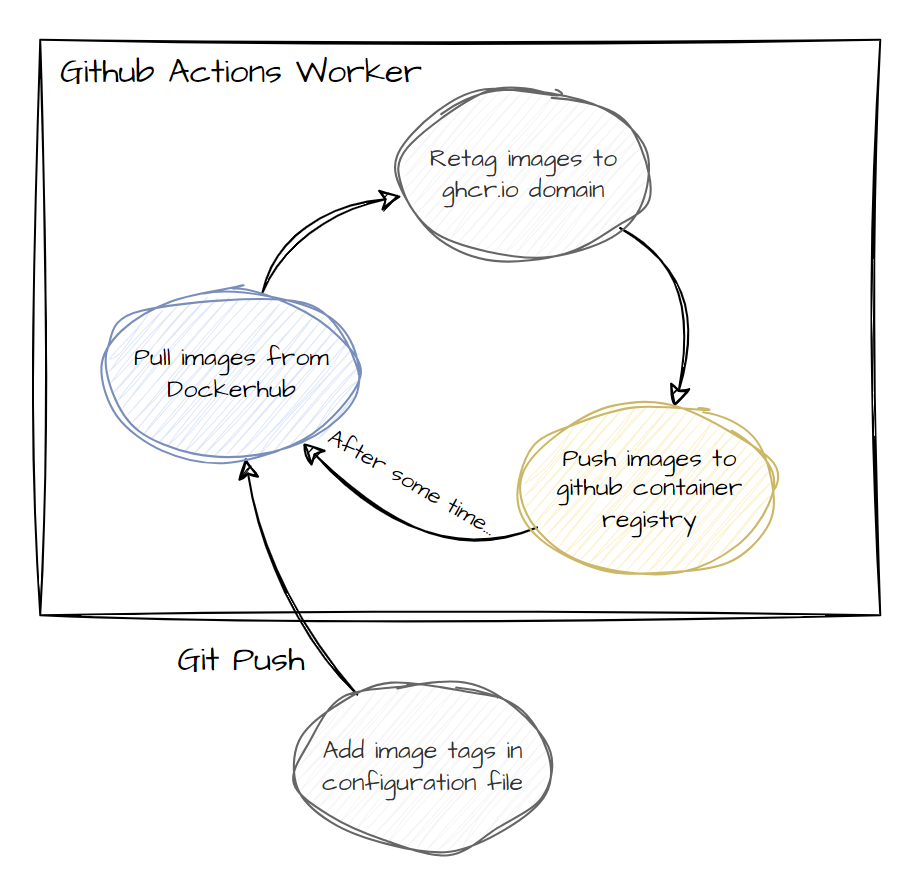 Github Actions Worker
Retag images to
ghcr.io domain
Pull images from
Dockerhub
After some time...
Push images to
github container
registry
Git Push
Add image tags in
configuration file